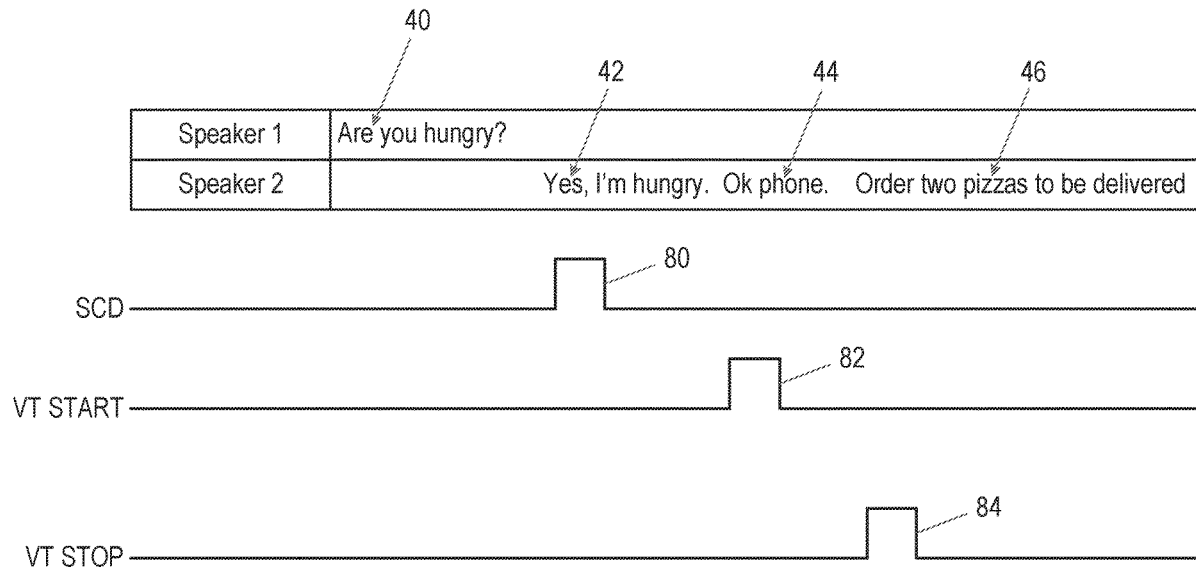 40
42 44 46
Speaker 1 Are you hungry?
Speaker 2 Yes, I'm hungry. Ok phone. Order two pizzas to be delivered
80
SCD
82
VT START
84
VT STOP